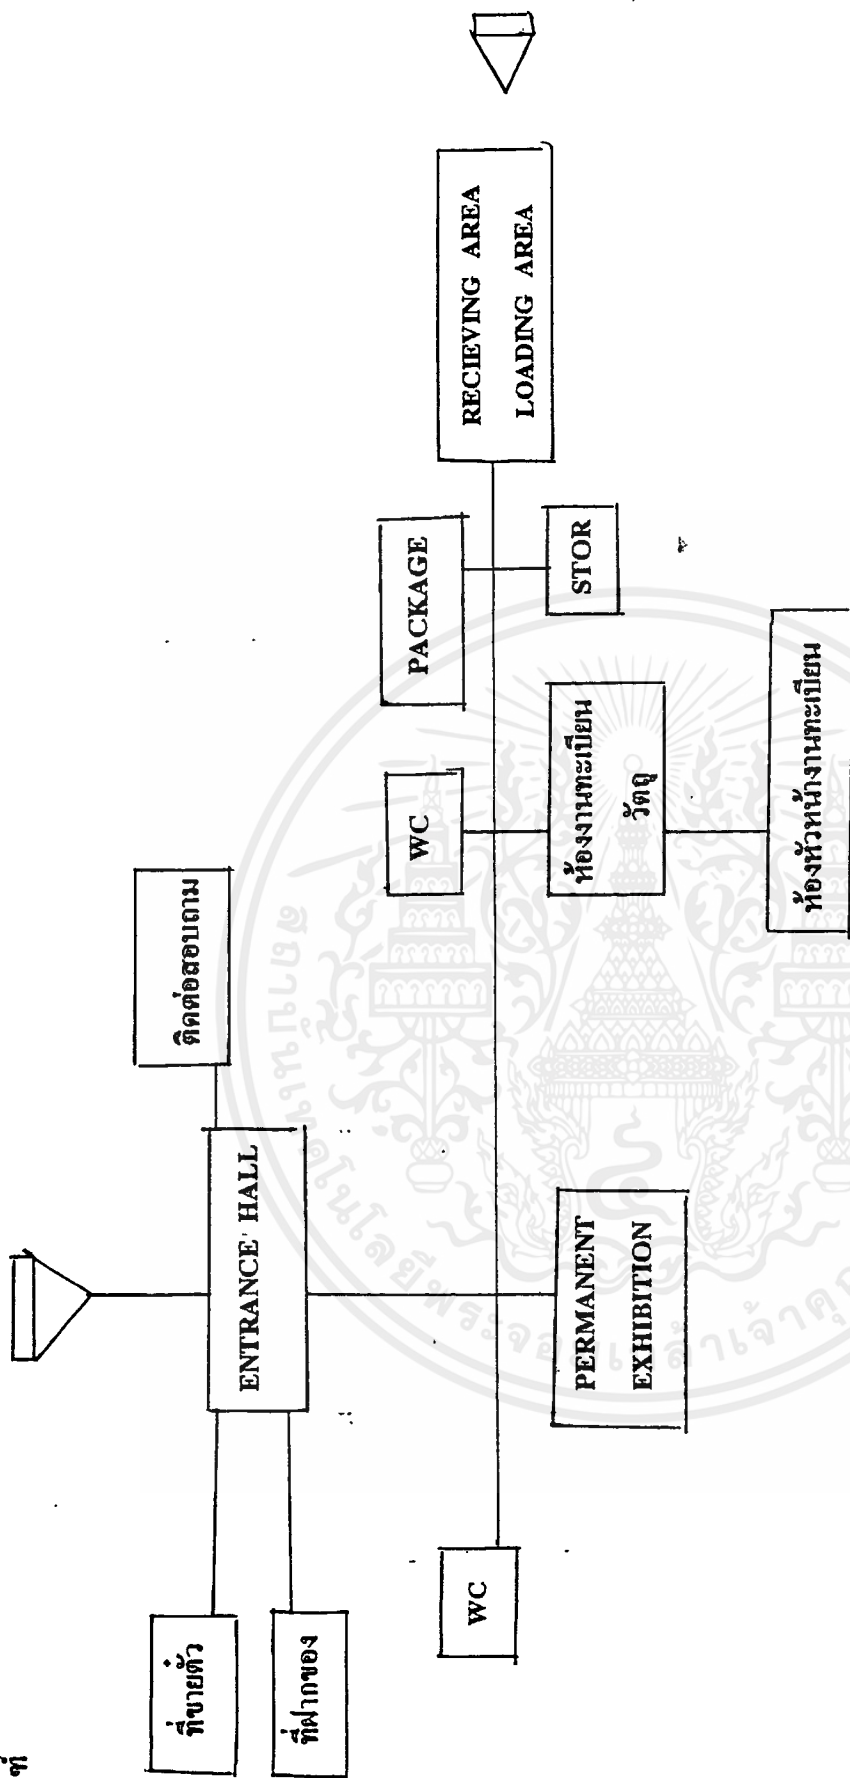 ที่
ที่ขายตั๋ว
ที่ฝากของ
ENTRANCE HALL
ติดต่อสอบถาม
WC
PERMANENT
EXHIBITION
WC
ห้องงานทะเบียน
วัตถุ
ห้องหัวหน้างานทะเบียน
PACKAGE
STOR
RECIEVING AREA
LOADING AREA